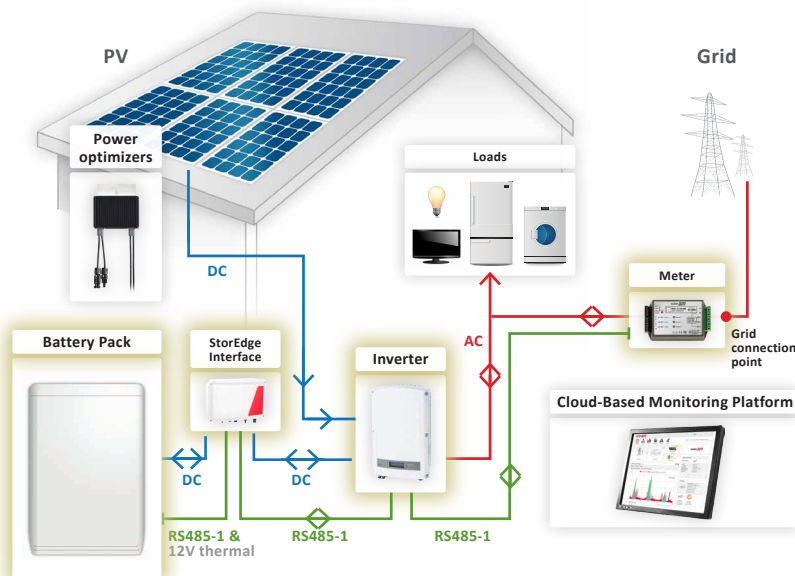 PV
Grid
Power
optimizers
Loads
DC
Meter
Battery Pack
StorEdge
Interface
Inverter
AC
Grid
connection
point
Cloud-Based Monitoring Platform
DC
DC
RS485-1 &
12V thermal
RS485-1
RS485-1